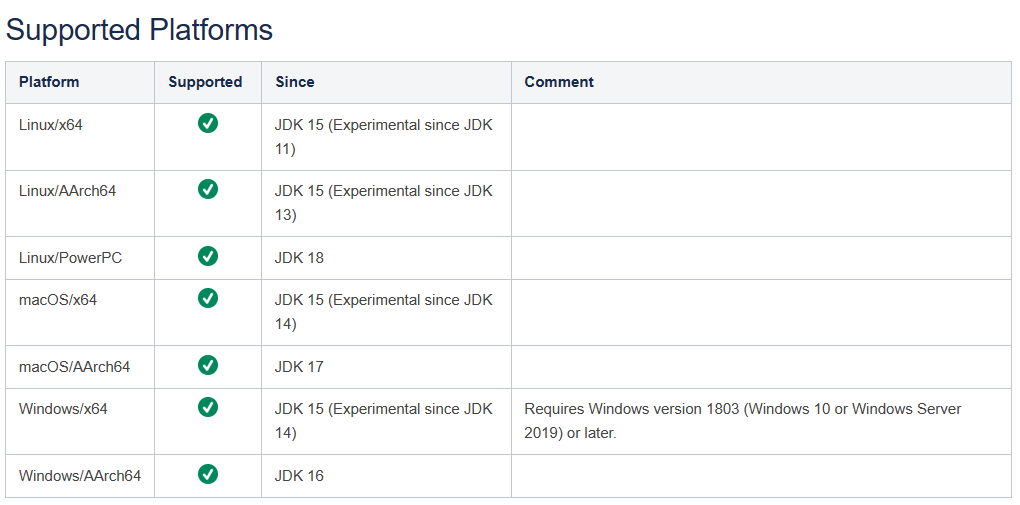 Supported Platforms
Platform Supported Since Comment
Linux/x64 JDK 15 (Experimental since JDK
11)
Linux/AArch64 JDK 15 (Experimental since JDK
13)
Linux/PowerPC JDK 18
macOS/x64 JDK 15 (Experimental since JDK
14)
macOS/AArch64 JDK 17
Windows/x64 JDK 15 (Experimental since JDK Requires Windows version 1803 (Windows 10 or Windows Server
14) 2019) or later.
Windows/AArch64 JDK 16